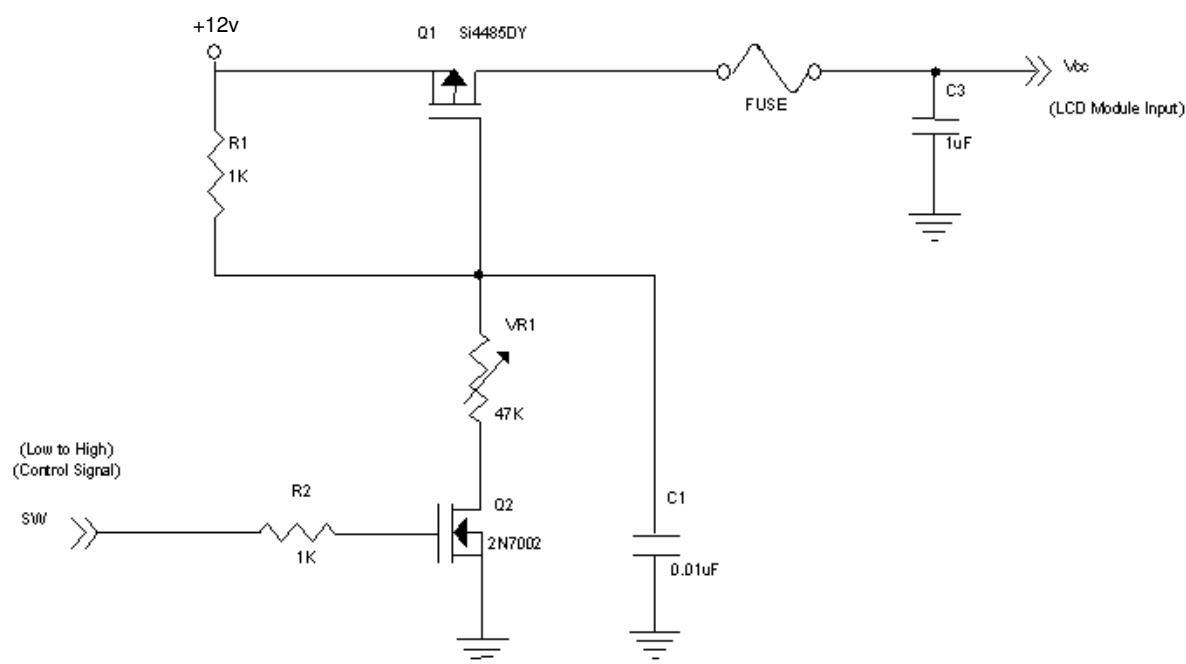 +12v
Q1 Si4485DY
FUSE
Vcc
(LCD Module Input)
C3
1uF
R1
1K
VR1
47K
(Low to High)
(Control Signal)
SW
R2
1K
Q2
2N7002
C1
0.01uF